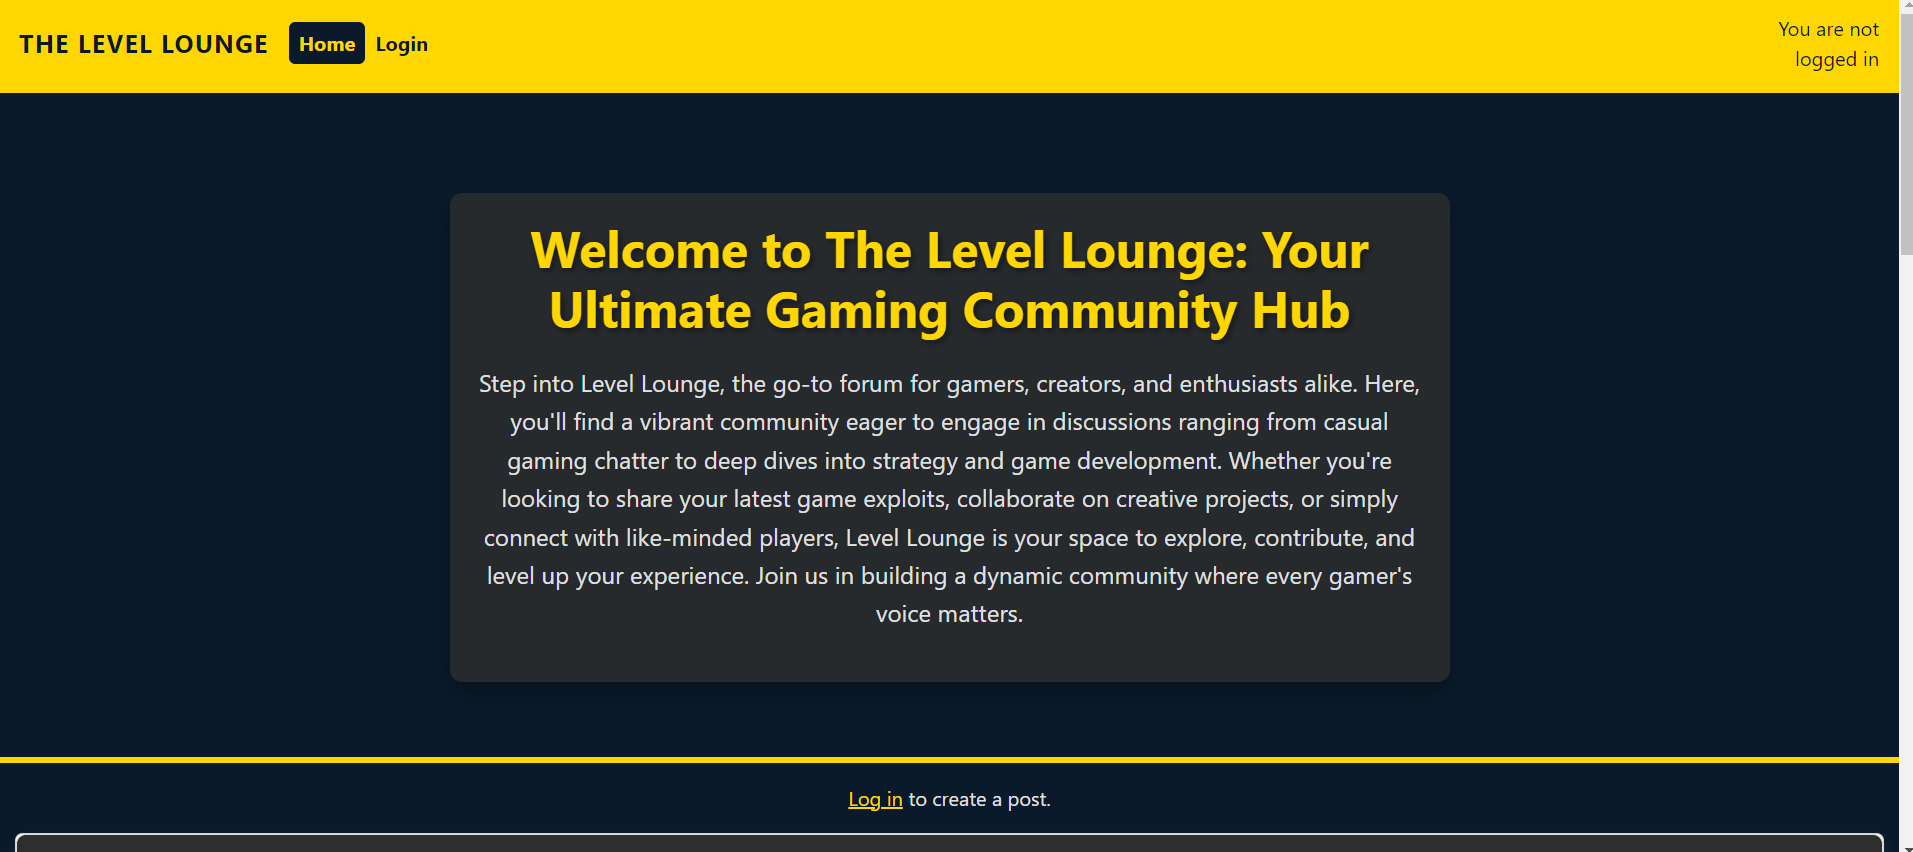 THE LEVEL LOUNGE Home Login
You are not
logged in
Welcome to The Level Lounge: Your
Ultimate Gaming Community Hub
Step into Level Lounge, the go-to forum for gamers, creators, and enthusiasts alike. Here,
you'll find a vibrant community eager to engage in discussions ranging from casual
gaming chatter to deep dives into strategy and game development. Whether you're
looking to share your latest game exploits, collaborate on creative projects, or simply
connect with like-minded players, Level Lounge is your space to explore, contribute, and
level up your experience. Join us in building a dynamic community where every gamer's
voice matters.
Log in to create a post.